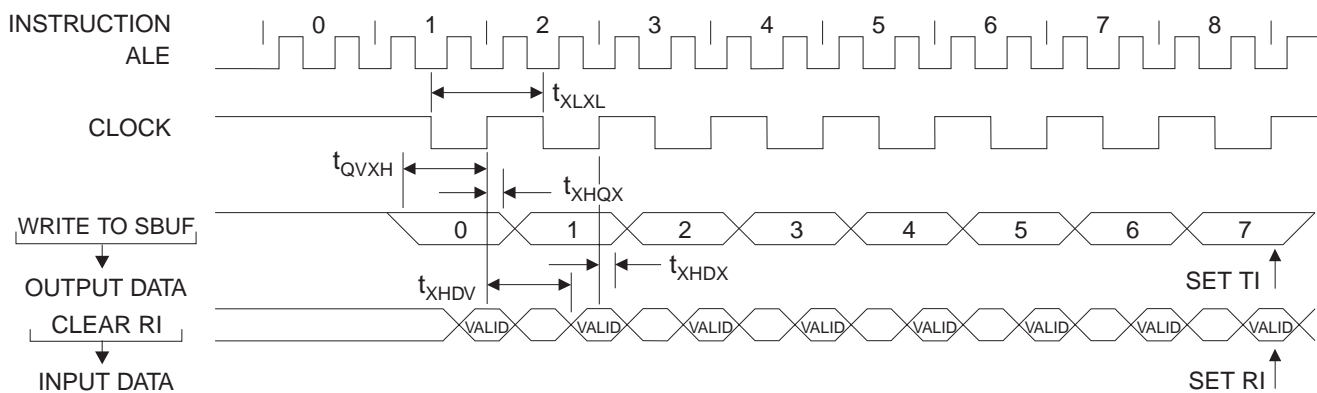 INSTRUCTION 0 1 2 3 4 5 6 7 8
ALE
tXLXL
CLOCK
tQVXH
tXHQX
WRITE TO SBUF 0 1 2 3 4 5 6 7
tXHDX
tXHDV
SET TI
OUTPUT DATA
CLEAR RI VALID VALID VALID VALID VALID VALID VALID VALID
INPUT DATA
SET RI